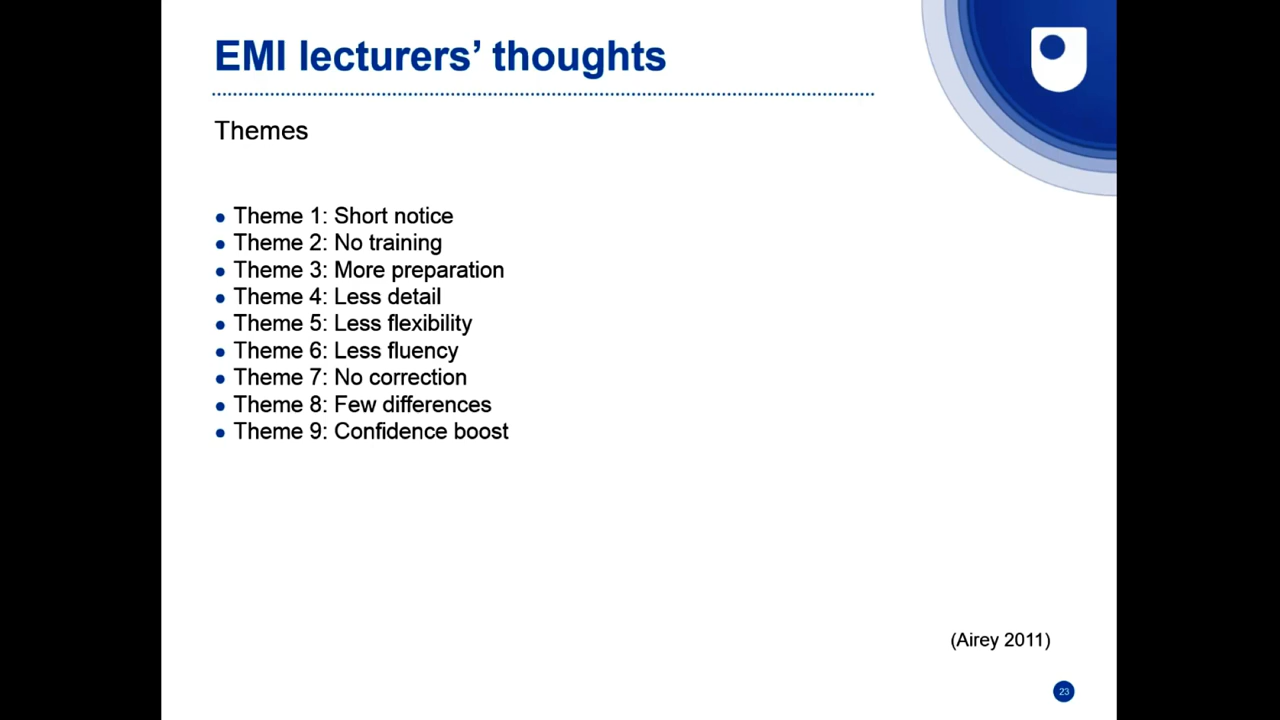 EMI lecturers’ thoughts
Themes
• Theme 1: Short notice
• Theme 2: No training
• Theme 3: More preparation
• Theme 4: Less detail
• Theme 5: Less flexibility
• Theme 6: Less fluency
• Theme 7: No correction
• Theme 8: Few differences
• Theme 9: Confidence boost
(Airey 2011)
23